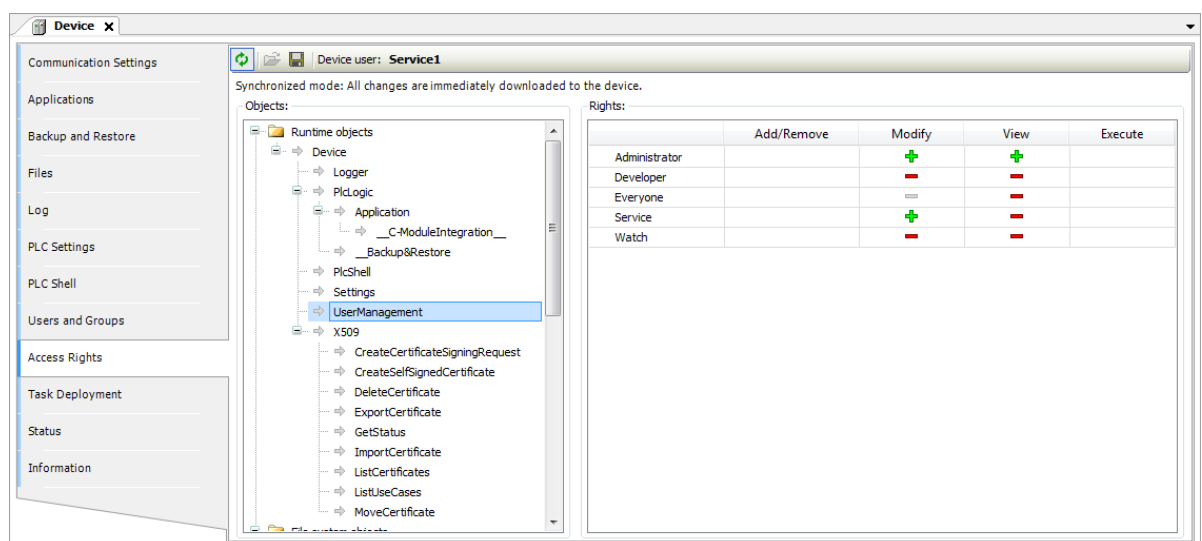 Device X
Communication Settings
Applications
Backup and Restore
Files
Log
PLC Settings
PLC Shell
Users and Groups
Access Rights
Task Deployment
Status
Information
Device user: Service1
Synchronized mode: All changes are immediately downloaded to the device.
Objects:
Runtime objects
Device
Logger
PlcLogic
Application
__C-ModuleIntegration__
__Backup&Restore
PlcShell
Settings
UserManagement
X509
CreateCertificateSigningRequest
CreateSelfSignedCertificate
DeleteCertificate
ExportCertificate
GetStatus
ImportCertificate
ListCertificates
ListUseCases
MoveCertificate
File system objects
Rights:
Add/Remove Modify View Execute
Administrator
Developer
Everyone
Service
Watch